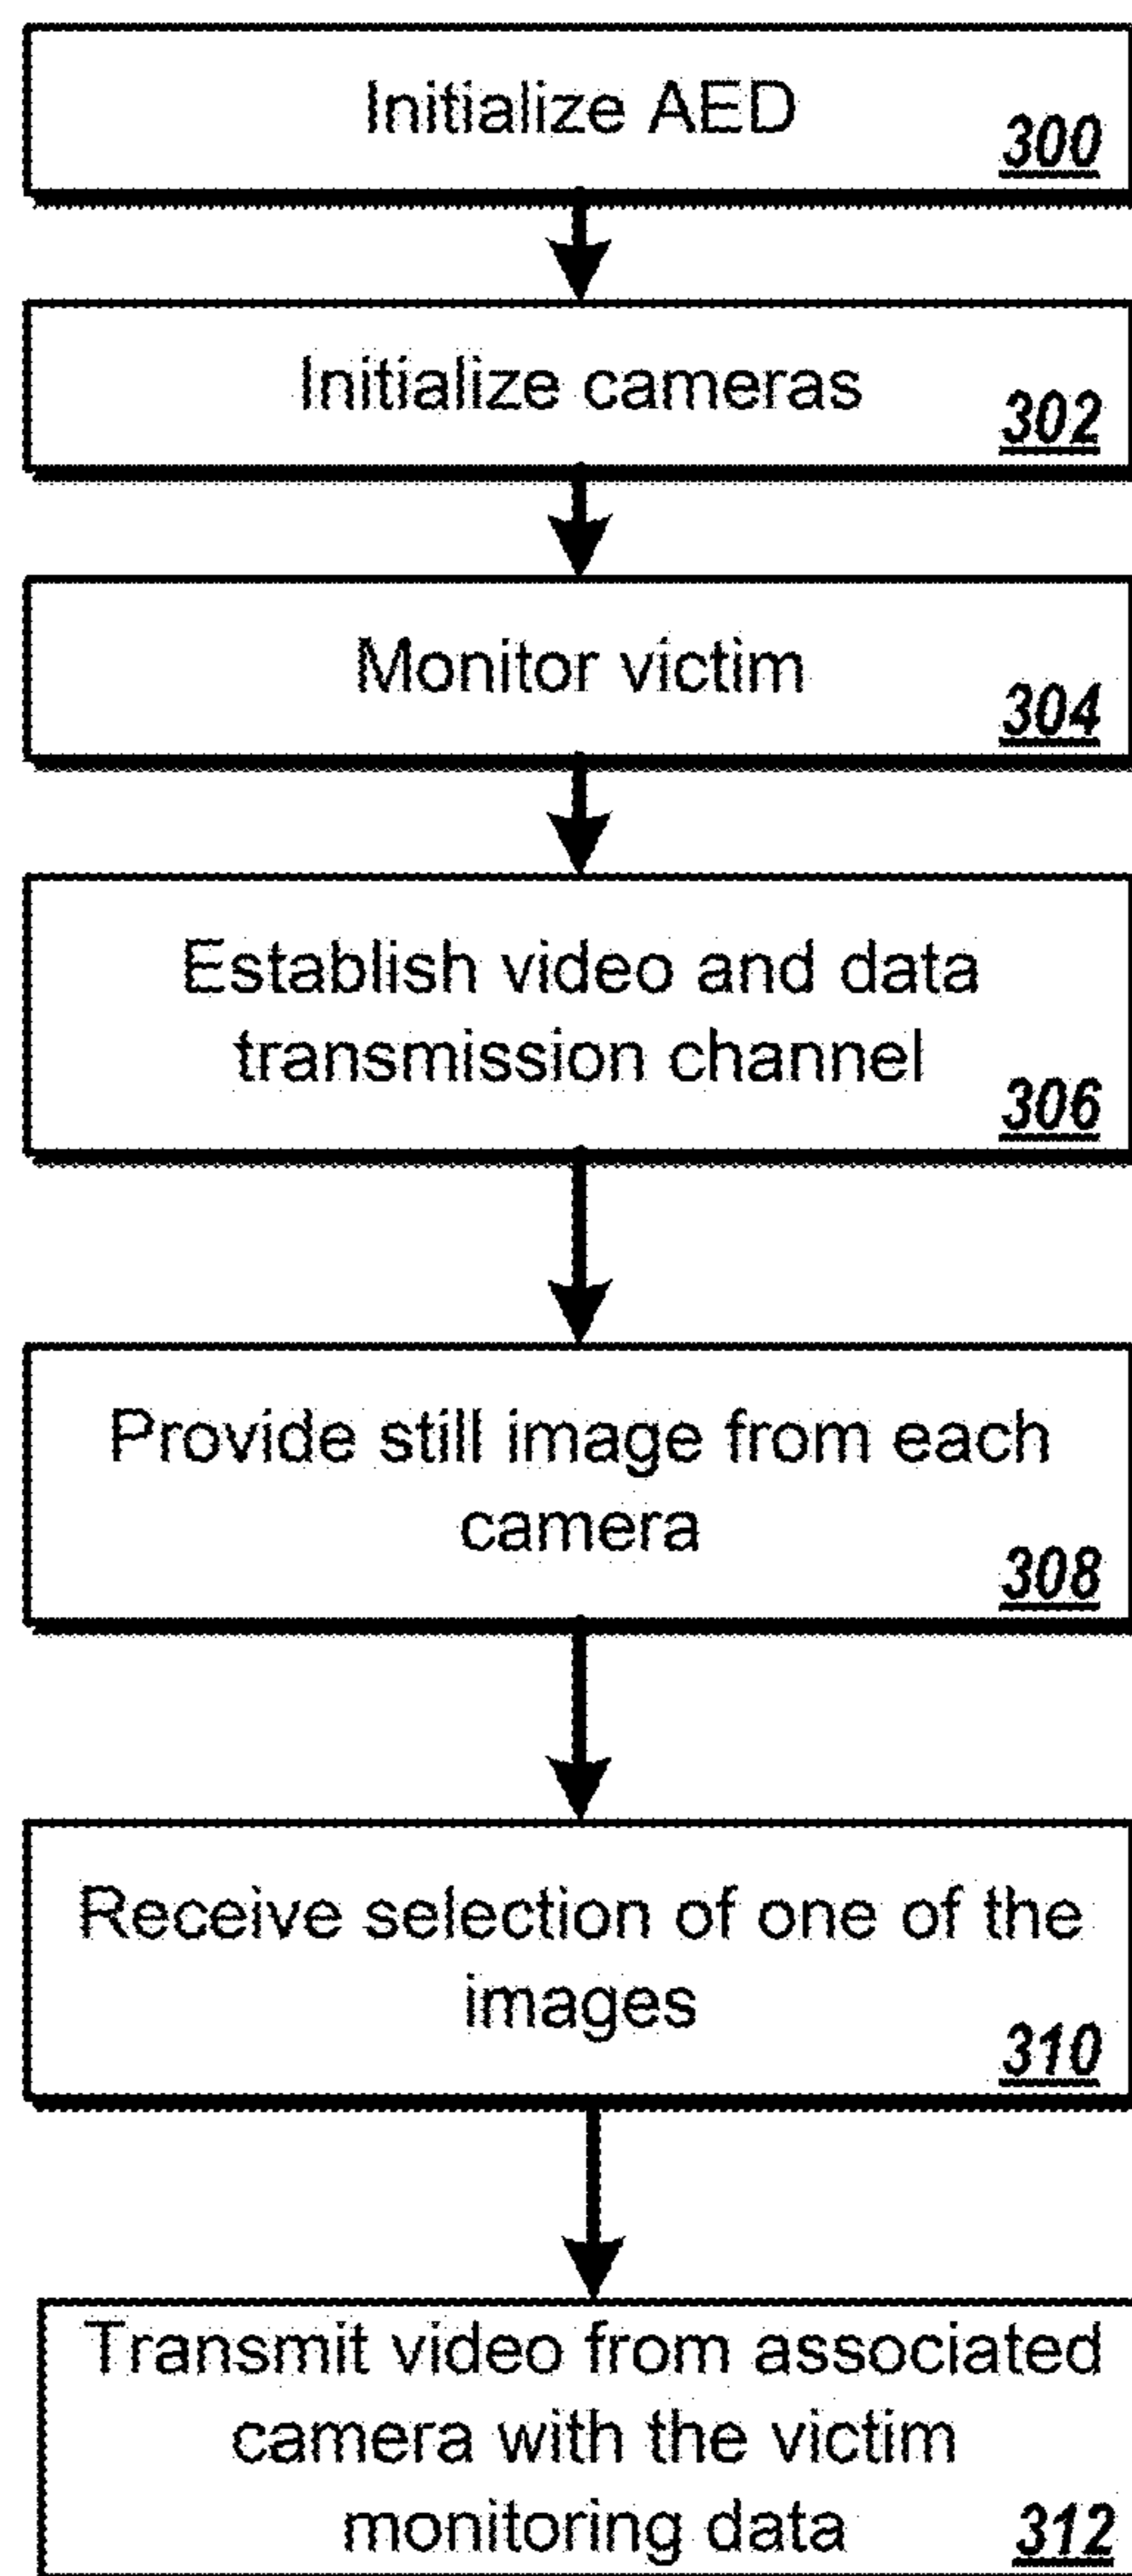 Initialize AED
300
Initialize cameras
302
Monitor victim
304
Establish video and data
transmission channel
306
Provide still image from each
camera
308
Receive selection of one of the
images
310
Transmit video from associated
camera with the victim
monitoring data
312